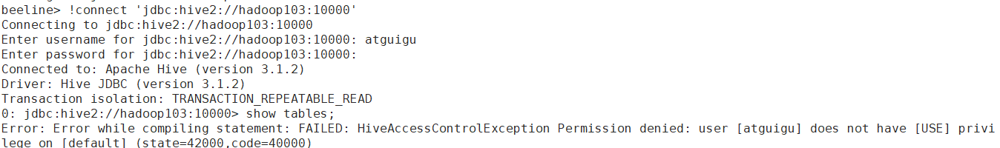 beeline> !connect 'jdbc:hive2://hadoop103:10000'
Connecting to jdbc:hive2://hadoop103:10000
Enter username for jdbc:hive2://hadoop103:10000: atguigu
Enter password for jdbc:hive2://hadoop103:10000:
Connected to: Apache Hive (version 3.1.2)
Driver: Hive JDBC (version 3.1.2)
Transaction isolation: TRANSACTION_REPEATABLE_READ
0: jdbc:hive2://hadoop103:10000> show tables;
Error: Error while compiling statement: FAILED: HiveAccessControlException Permission denied: user [atguigu] does not have [USE] privi
lege on [default] (state=42000,code=40000)